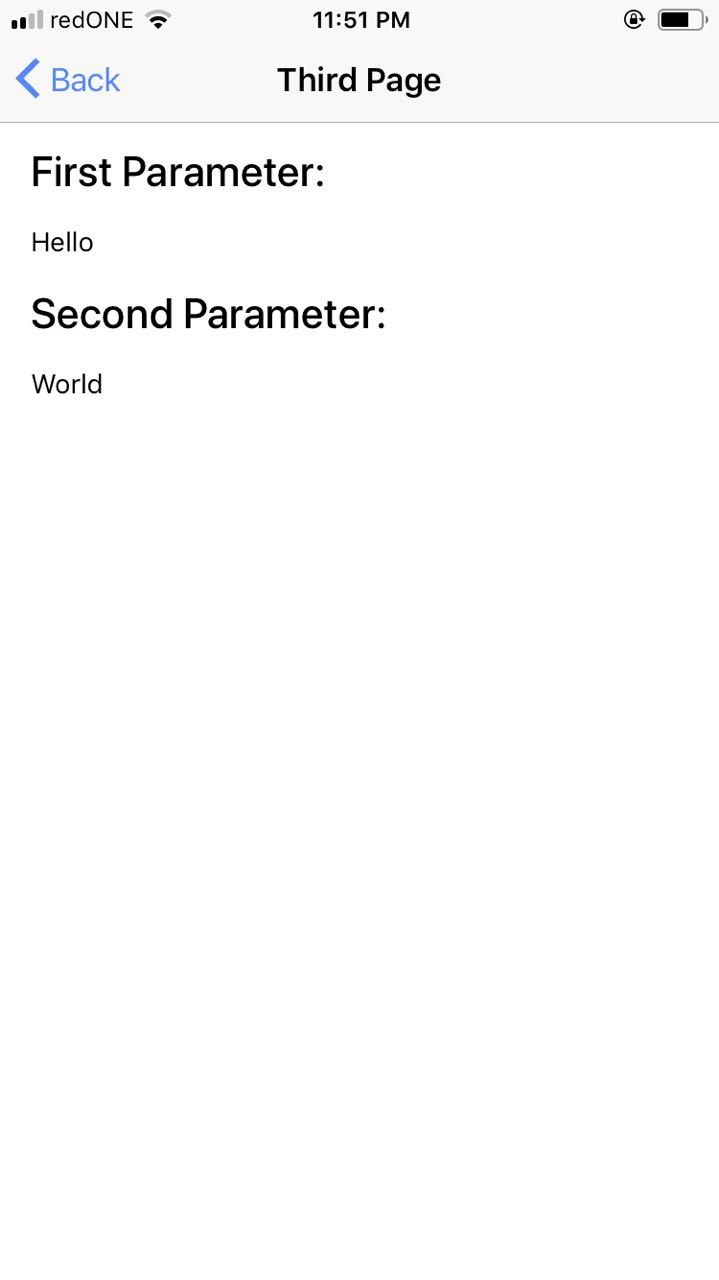 redONE 11:51 PM
Back Third Page
First Parameter:
Hello
Second Parameter:
World